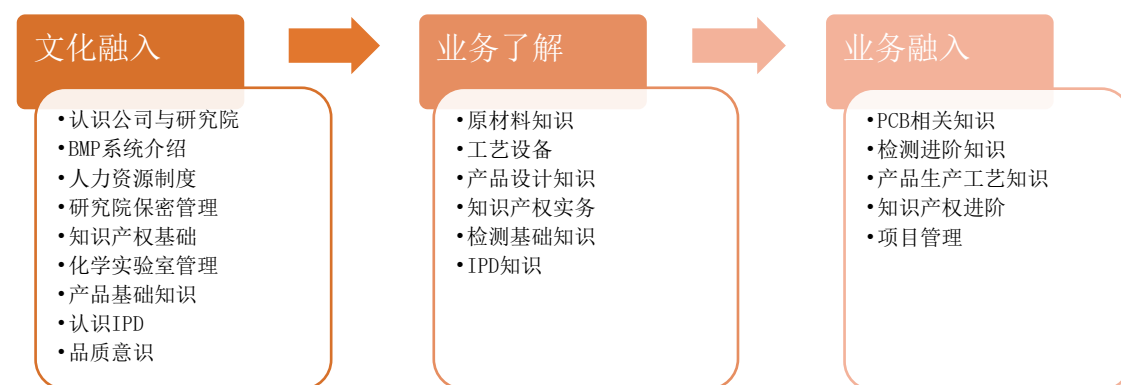 文化融入
•认识公司与研究院
•BMP系统介绍
•人力资源制度
•研究院保密管理
•知识产权基础
•化学实验室管理
•产品基础知识
•认识IPD
•品质意识
业务了解
•原材料知识
•工艺设备
•产品设计知识
•知识产权实务
•检测基础知识
•IPD知识
业务融入
•PCB相关知识
•检测进阶知识
•产品生产工艺知识
•知识产权进阶
•项目管理